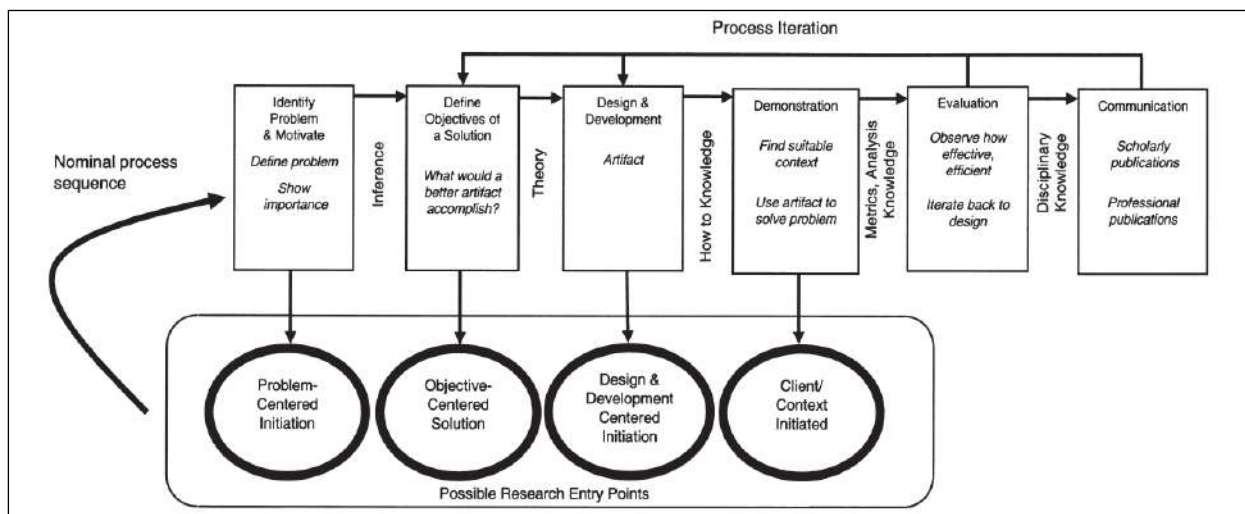 Process Iteration
Nominal process
sequence
Identify
Problem
& Motivate
Define problem
Show
importance
Inference
Define
Objectives of
a Solution
What would a
better artifact
accomplish?
Theory
Design &
Development
Artifact
How to Knowledge
Demonstration
Find suitable
context
Use artifact to
solve problem
Metrics, Analysis
Knowledge
Evaluation
Observe how
effective,
efficient
Iterate back to
design
Disciplinary
Knowledge
Communication
Scholarly
publications
Professional
publications
Problem-
Centered
Initiation
Objective-
Centered
Solution
Design &
Development
Centered
Initiation
Client/
Context
Initiated
Possible Research Entry Points